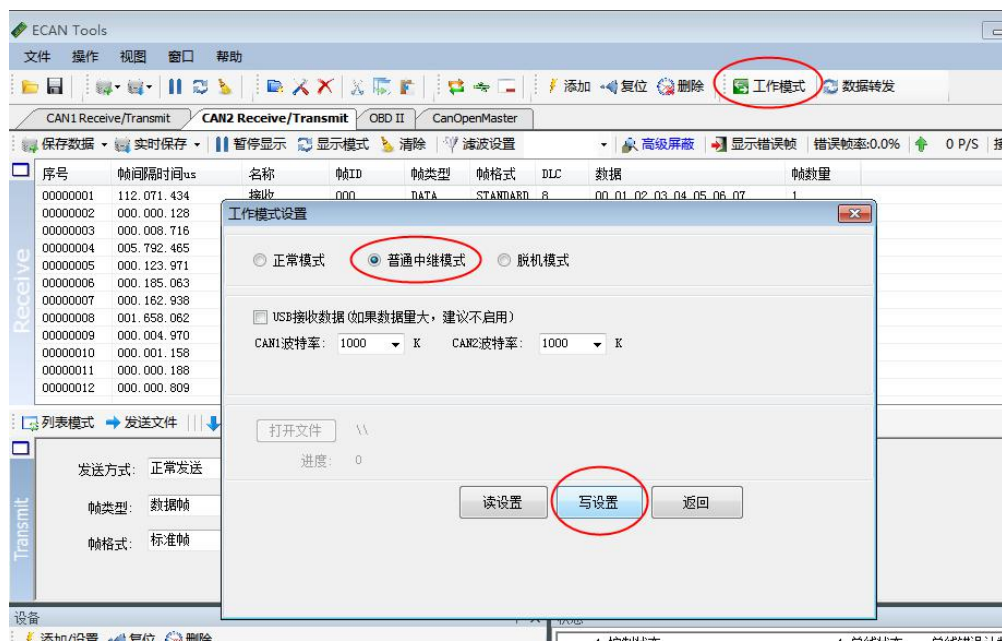 ECAN Tools
文件 操作 视图 窗口 帮助
添加 复位 删除 工作模式 数据转发
CAN1 Receive/Transmit CAN2 Receive/Transmit OBD II CanOpenMaster
保存数据 实时保存 暂停显示 显示模式 清除 滤波设置 高级屏蔽 显示错误帧 错误帧率:0.0% 0 P/S 接
序号 帧间隔时间us 名称 帧ID 帧类型 帧格式 DLC 数据 帧数量
00000001 112.071.434 接收 000 DATA STANDARD 8 00 01 02 03 04 05 06 07 1
00000002 000.000.128
00000003 000.008.716
00000004 005.792.465
00000005 000.123.971
00000006 000.185.063
00000007 000.162.938
00000008 001.658.062
00000009 000.004.970
00000010 000.001.158
00000011 000.000.188
00000012 000.000.809
Receive
工作模式设置
正常模式 普通中继模式 脱机模式
USB接收数据(如果数据量大，建议不启用)
CAN1波特率: 1000 K CAN2波特率: 1000 K
打开文件 \\
进度: 0
读设置 写设置 返回
列表模式 发送文件
发送方式: 正常发送
帧类型: 数据帧
帧格式: 标准帧
Transmit
设备
添加/设置 复位 删除